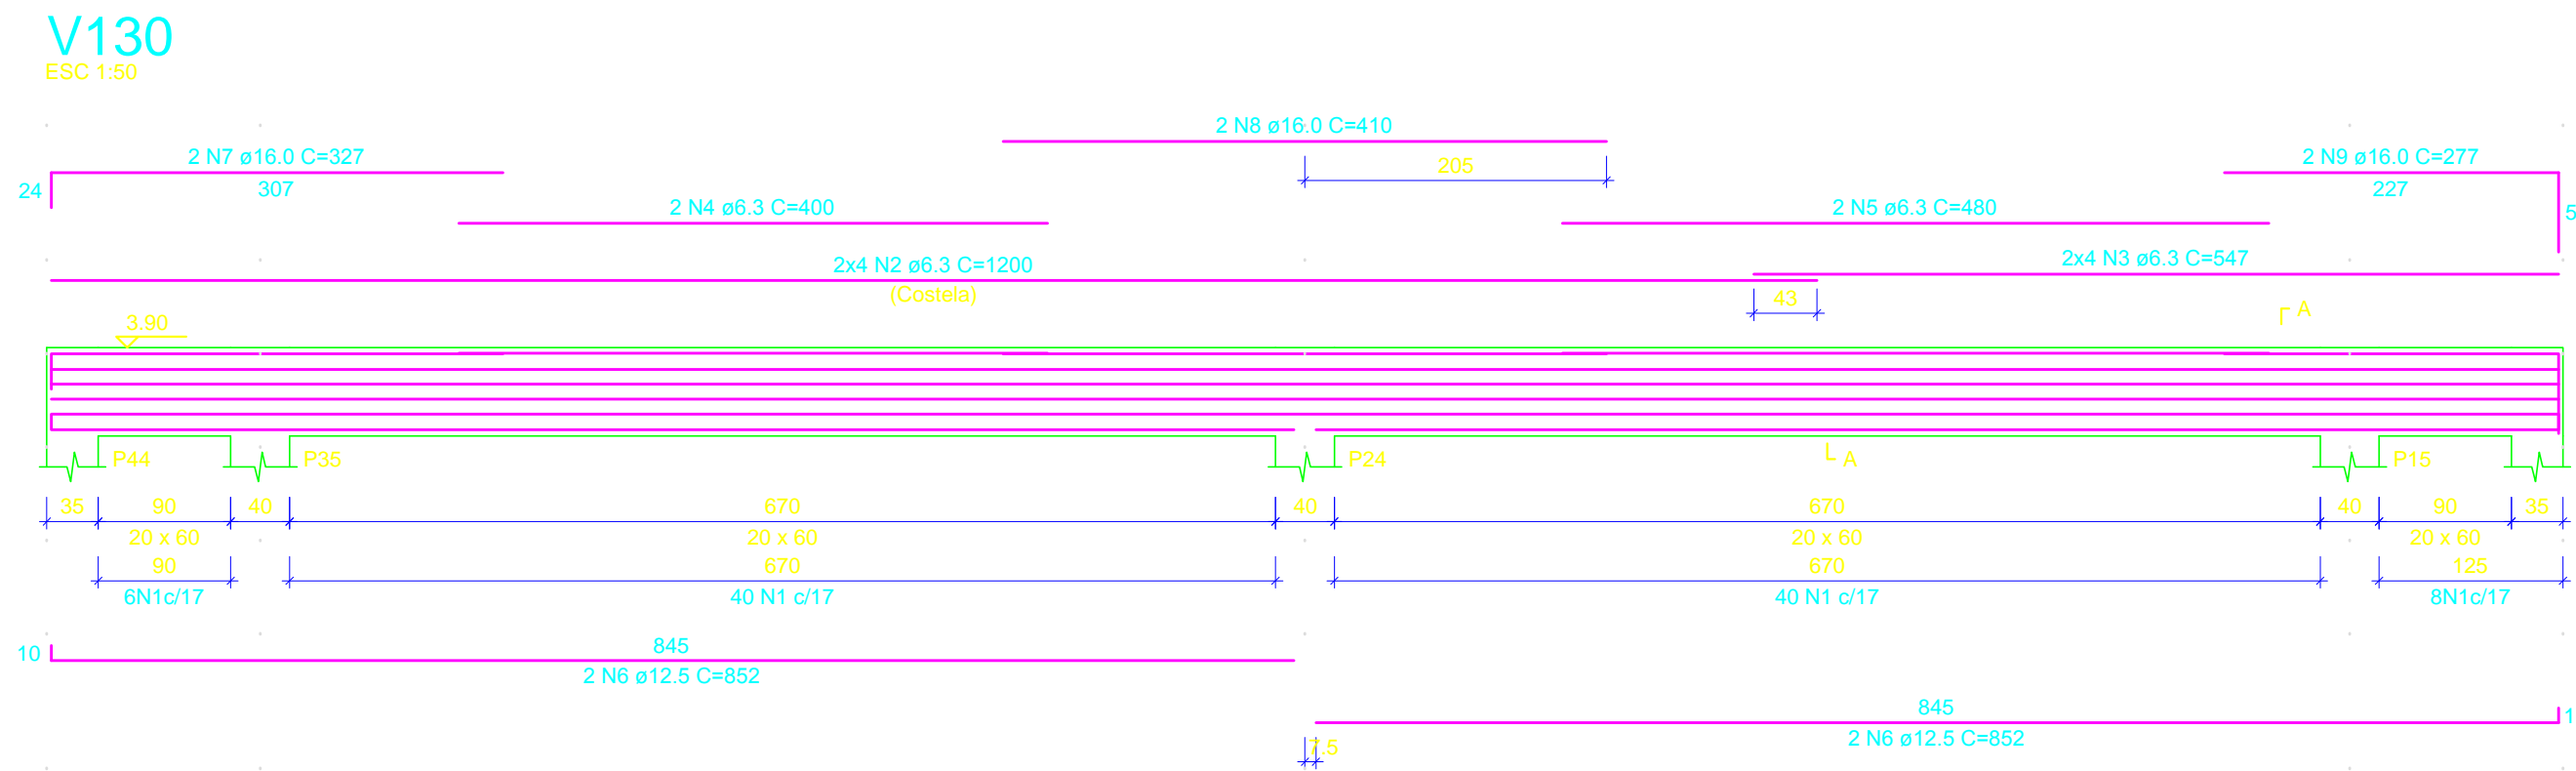 V130
ESC 1:50
2 N8 ø16.0 C=410
2 N7 ø16.0 C=327
205
2 N9 ø16.0 C=277
24
307
227
2 N4 ø6.3 C=400
2 N5 ø6.3 C=480
5
2x4 N2 ø6.3 C=1200
2x4 N3 ø6.3 C=547
(Costela)
43
3.90
A
P44
P35
P24
A
P15
35 90 40 670 40 670 40 90 35
20 x 60 20 x 60 20 x 60 20 x 60
90 670 670 125
6N1c/17 40 N1 c/17 40 N1 c/17 8N1c/17
10
845
2 N6 ø12.5 C=852
845
1
2 N6 ø12.5 C=852
7.5